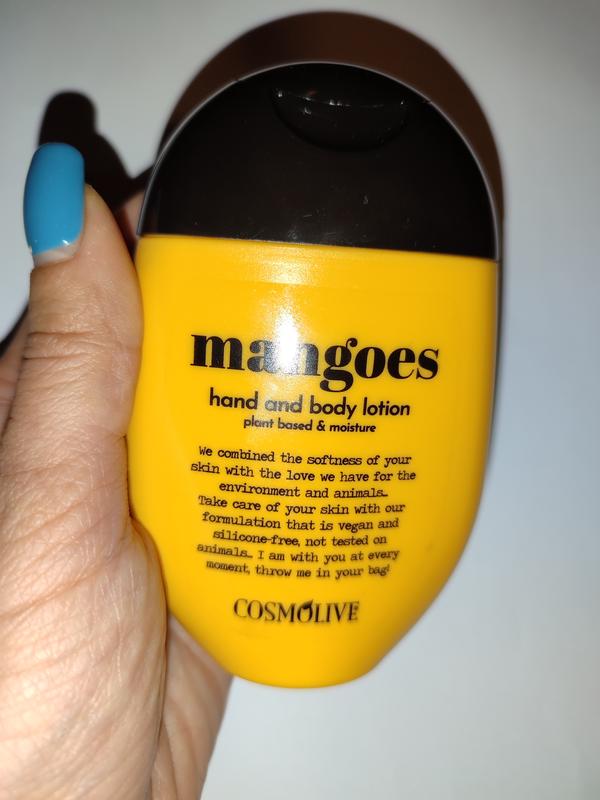 mangoes
hand and body lotion
plant based & moisture
We combined the softness of your
skin with the love we have for the
environment and animals...
Take care of your skin with our
formulation that is vegan and
silicone-free, not tested on
animals... I am with you at every
moment, throw me in your bag!
COSMOLIVE